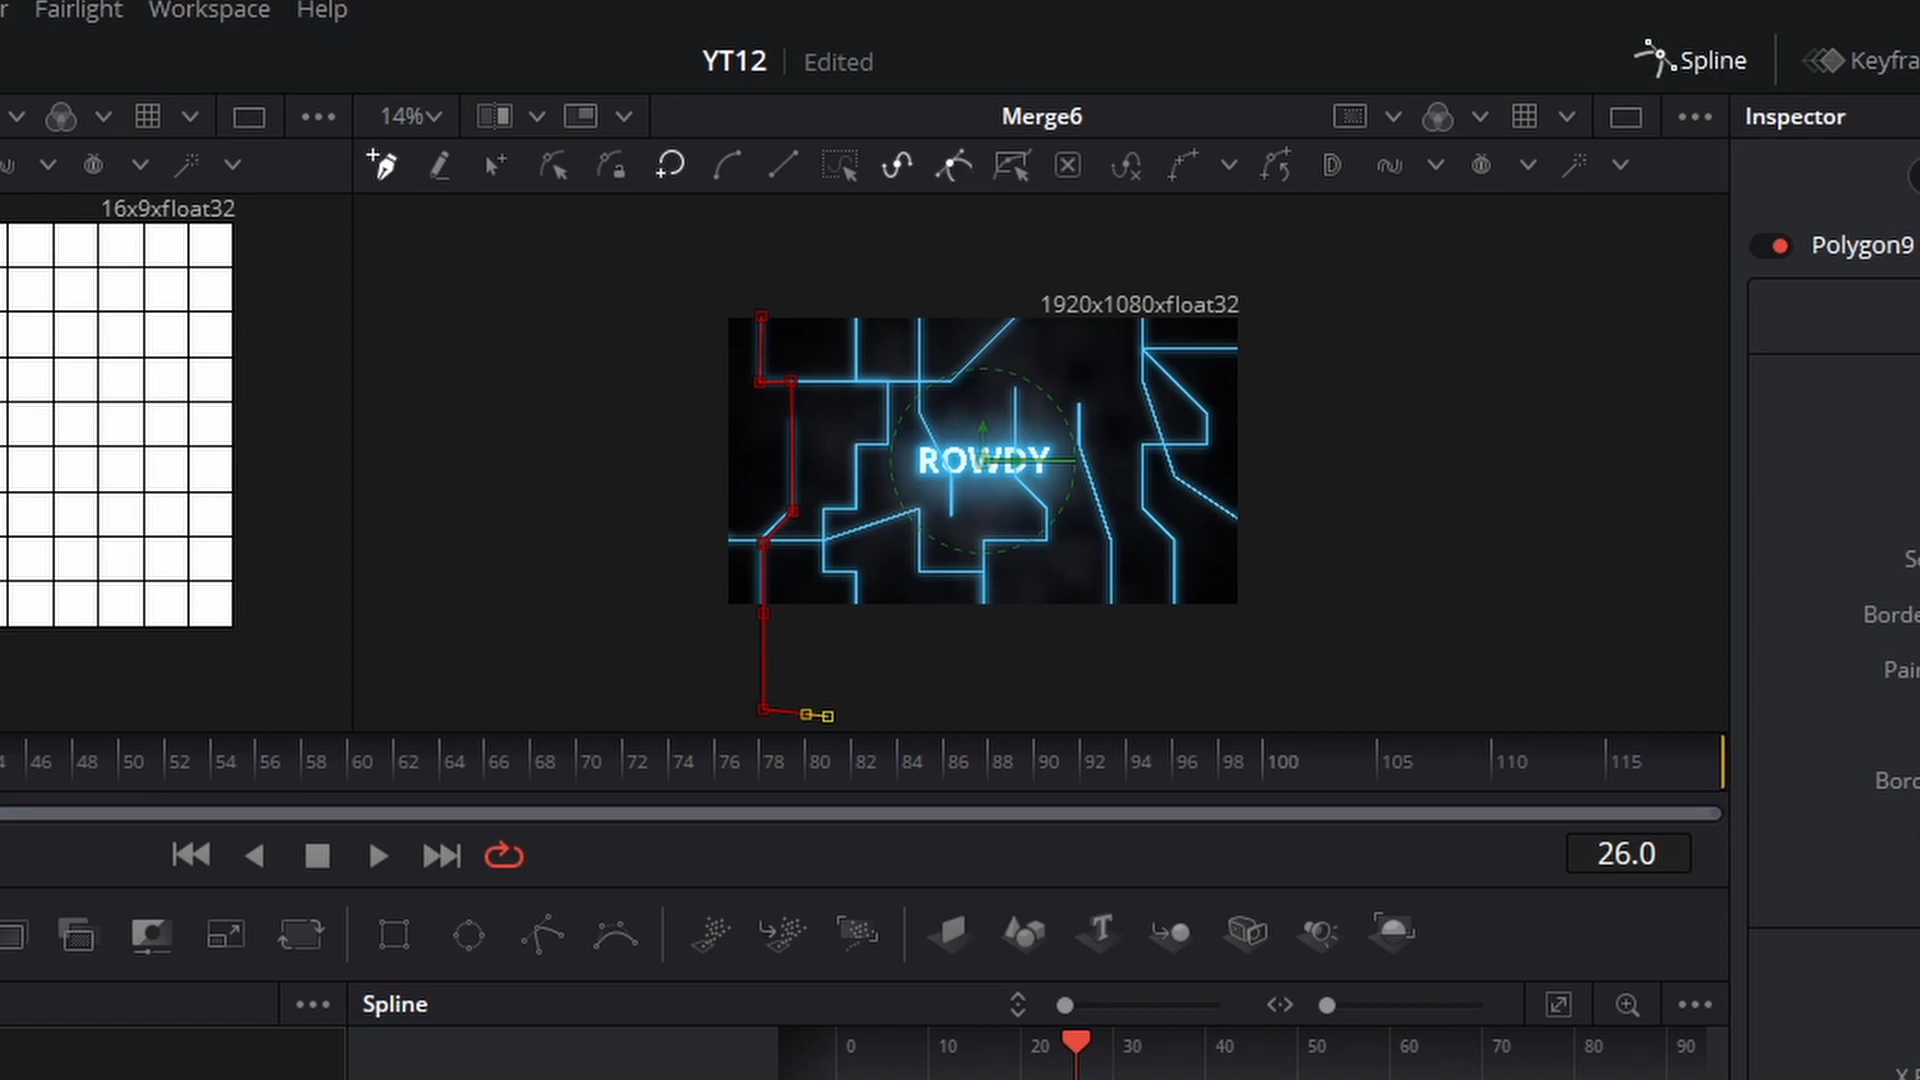 r Fairlight Workspace Help
YT12 Edited Spline Keyfra
14% Merge6 Inspector
16x9xfloat32
Polygon9
1920x1080xfloat32
ROWDY
Borde
Pair
46 48 50 52 54 56 58 60 62 64 66 68 70 72 74 76 78 80 82 84 86 88 90 92 94 96 98 100 105 110 115
Borc
26.0
Spline
0 10 20 30 40 50 60 70 80 90